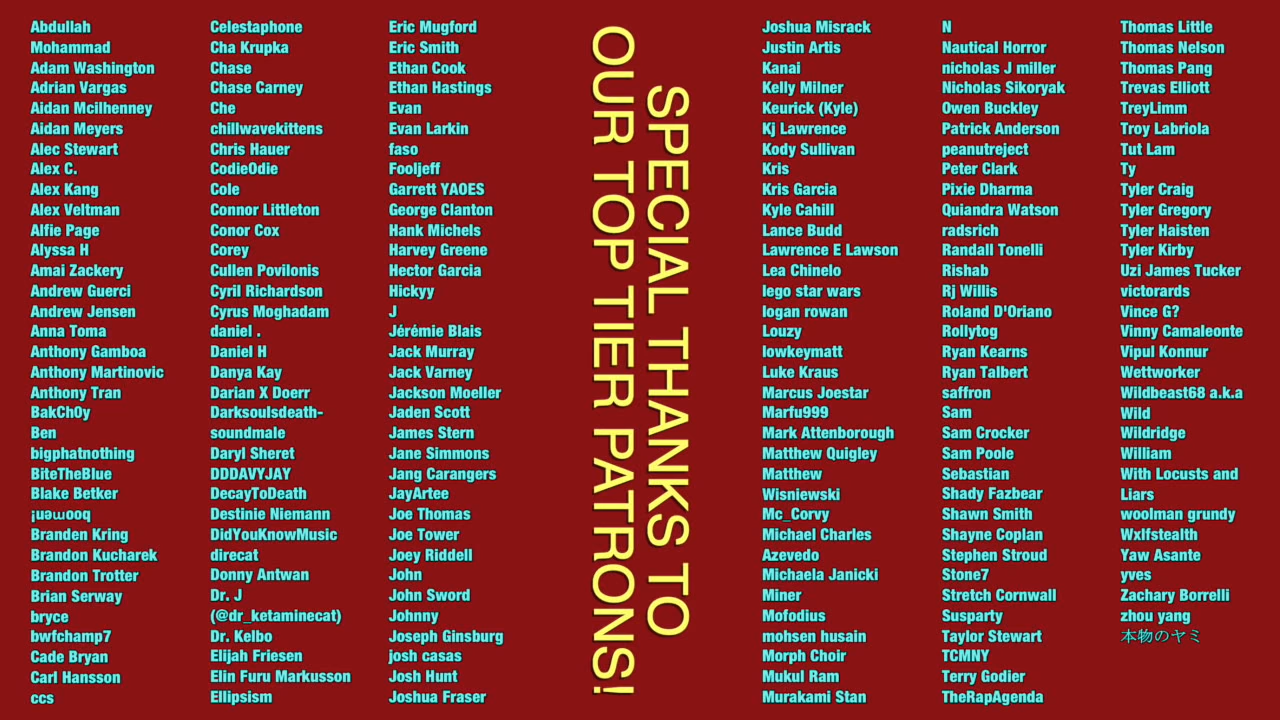 Abdullah
Mohammad
Adam Washington
Adrian Vargas
Aidan Mcilhenney
Aidan Meyers
Alec Stewart
Alex C.
Alex Kang
Alex Veltman
Alfie Page
Alyssa H
Amai Zackery
Andrew Guerci
Andrew Jensen
Anna Toma
Anthony Gamboa
Anthony Martinovic
Anthony Tran
BakCh0y
Ben
bigphatnothing
BiteTheBlue
Blake Betker
¡uǝɯooq
Branden Kring
Brandon Kucharek
Brandon Trotter
Brian Serway
bryce
bwfchamp7
Cade Bryan
Carl Hansson
ccs
Celestaphone
Cha Krupka
Chase
Chase Carney
Che
chillwavekittens
Chris Hauer
CodieOdie
Cole
Connor Littleton
Conor Cox
Corey
Cullen Povilonis
Cyril Richardson
Cyrus Moghadam
daniel .
Daniel H
Danya Kay
Darian X Doerr
Darksoulsdeath-
soundmale
Daryl Sheret
DDDAVYJAY
DecayToDeath
Destinie Niemann
DidYouKnowMusic
direcat
Donny Antwan
Dr. J
(@dr_ketaminecat)
Dr. Kelbo
Elijah Friesen
Elin Furu Markusson
Ellipsism
Eric Mugford
Eric Smith
Ethan Cook
Ethan Hastings
Evan
Evan Larkin
faso
Fooljeff
Garrett YAOES
George Clanton
Hank Michels
Harvey Greene
Hector Garcia
Hickyy
J
Jérémie Blais
Jack Murray
Jack Varney
Jackson Moeller
Jaden Scott
James Stern
Jane Simmons
Jang Carangers
JayArtee
Joe Thomas
Joe Tower
Joey Riddell
John
John Sword
Johnny
Joseph Ginsburg
josh casas
Josh Hunt
Joshua Fraser
SPECIAL THANKS TO
OUR TOP TIER PATRONS!
Joshua Misrack
Justin Artis
Kanai
Kelly Milner
Keurick (Kyle)
Kj Lawrence
Kody Sullivan
Kris
Kris Garcia
Kyle Cahill
Lance Budd
Lawrence E Lawson
Lea Chinelo
lego star wars
logan rowan
Louzy
lowkeymatt
Luke Kraus
Marcus Joestar
Marfu999
Mark Attenborough
Matthew Quigley
Matthew
Wisniewski
Mc_Corvy
Michael Charles
Azevedo
Michaela Janicki
Miner
Mofodius
mohsen husain
Morph Choir
Mukul Ram
Murakami Stan
N
Nautical Horror
nicholas J miller
Nicholas Sikoryak
Owen Buckley
Patrick Anderson
peanutreject
Peter Clark
Pixie Dharma
Quiandra Watson
radsrich
Randall Tonelli
Rishab
Rj Willis
Roland D'Oriano
Rollytog
Ryan Kearns
Ryan Talbert
saffron
Sam
Sam Crocker
Sam Poole
Sebastian
Shady Fazbear
Shawn Smith
Shayne Coplan
Stephen Stroud
Stone7
Stretch Cornwall
Susparty
Taylor Stewart
TCMNY
Terry Godier
TheRapAgenda
Thomas Little
Thomas Nelson
Thomas Pang
Trevas Elliott
TreyLimm
Troy Labriola
Tut Lam
Ty
Tyler Craig
Tyler Gregory
Tyler Haisten
Tyler Kirby
Uzi James Tucker
victorards
Vince G?
Vinny Camaleonte
Vipul Konnur
Wettworker
Wildbeast68 a.k.a
Wild
Wildridge
William
With Locusts and
Liars
woolman grundy
Wxlfstealth
Yaw Asante
yves
Zachary Borrelli
zhou yang
本物のヤミ